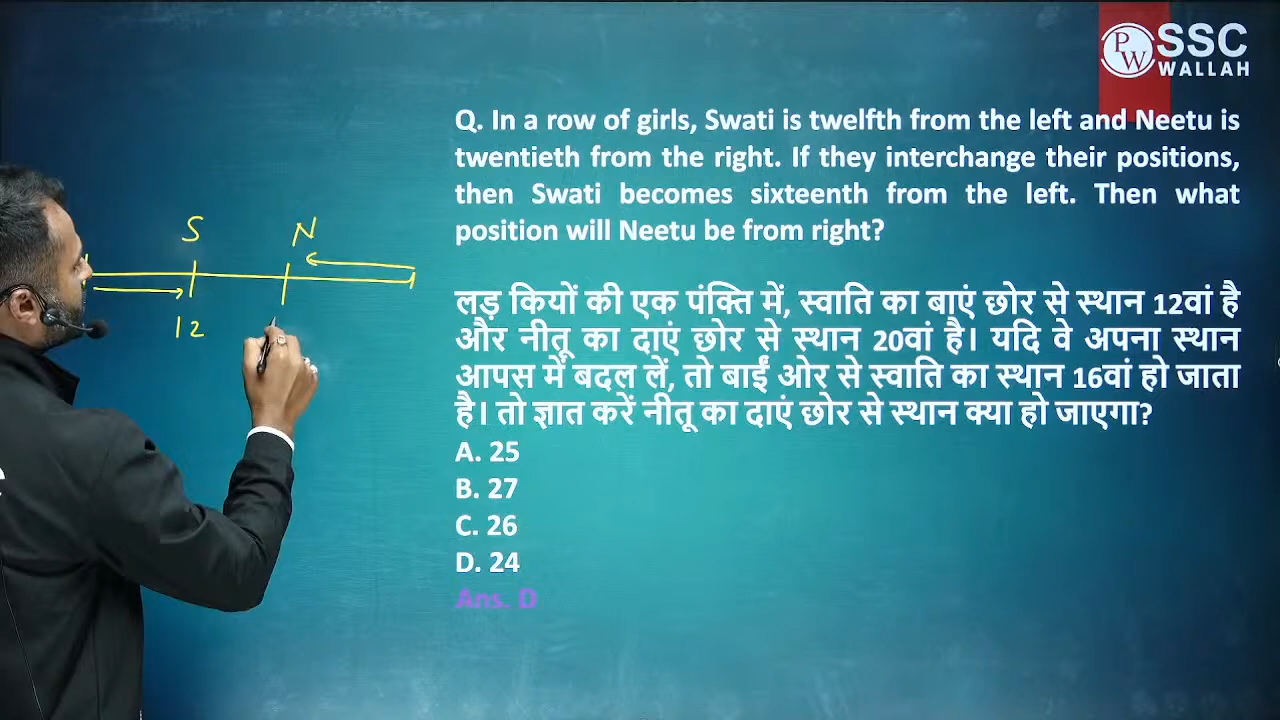 PW SSC
WALLAH
Q. In a row of girls, Swati is twelfth from the left and Neetu is
twentieth from the right. If they interchange their positions,
then Swati becomes sixteenth from the left. Then what
position will Neetu be from right?
S N
12
लड़ कियों की एक पंक्ति में, स्वाति का बाएं छोर से स्थान 12वां है
और नीतू का दाएं छोर से स्थान 20वां है। यदि वे अपना स्थान
आपस में बदल लें, तो बाईं ओर से स्वाति का स्थान 16वां हो जाता
है। तो ज्ञात करें नीतू का दाएं छोर से स्थान क्या हो जाएगा?
A. 25
B. 27
C. 26
D. 24
Ans. D